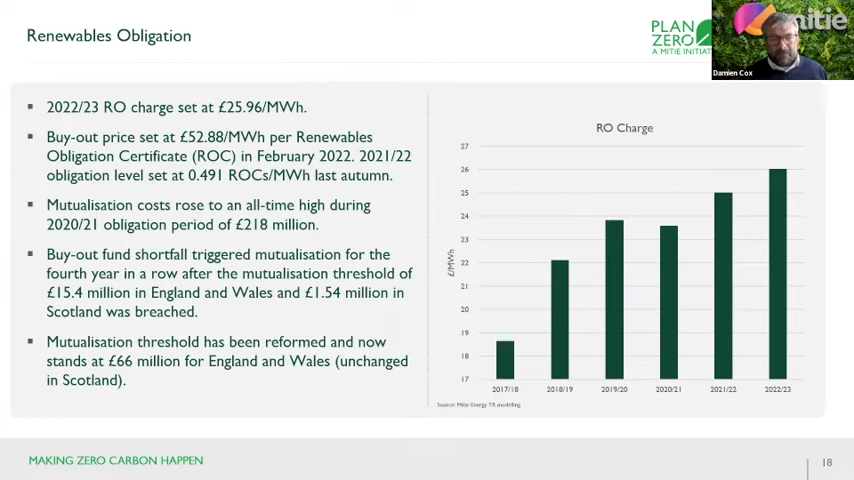 Renewables Obligation
PLAN
ZERO
A MITIE INITIATI
mitie
Damien Cox
▪ 2022/23 RO charge set at £25.96/MWh.
▪ Buy-out price set at £52.88/MWh per Renewables
Obligation Certificate (ROC) in February 2022. 2021/22
obligation level set at 0.491 ROCs/MWh last autumn.
▪ Mutualisation costs rose to an all-time high during
2020/21 obligation period of £218 million.
▪ Buy-out fund shortfall triggered mutualisation for the
fourth year in a row after the mutualisation threshold of
£15.4 million in England and Wales and £1.54 million in
Scotland was breached.
▪ Mutualisation threshold has been reformed and now
stands at £66 million for England and Wales (unchanged
in Scotland).
RO Charge
27
26
25
24
23
22
21
20
19
18
17
£/MWh
2017/18 2018/19 2019/20 2020/21 2021/22 2022/23
Source: Mitie Energy TR modelling
MAKING ZERO CARBON HAPPEN
18